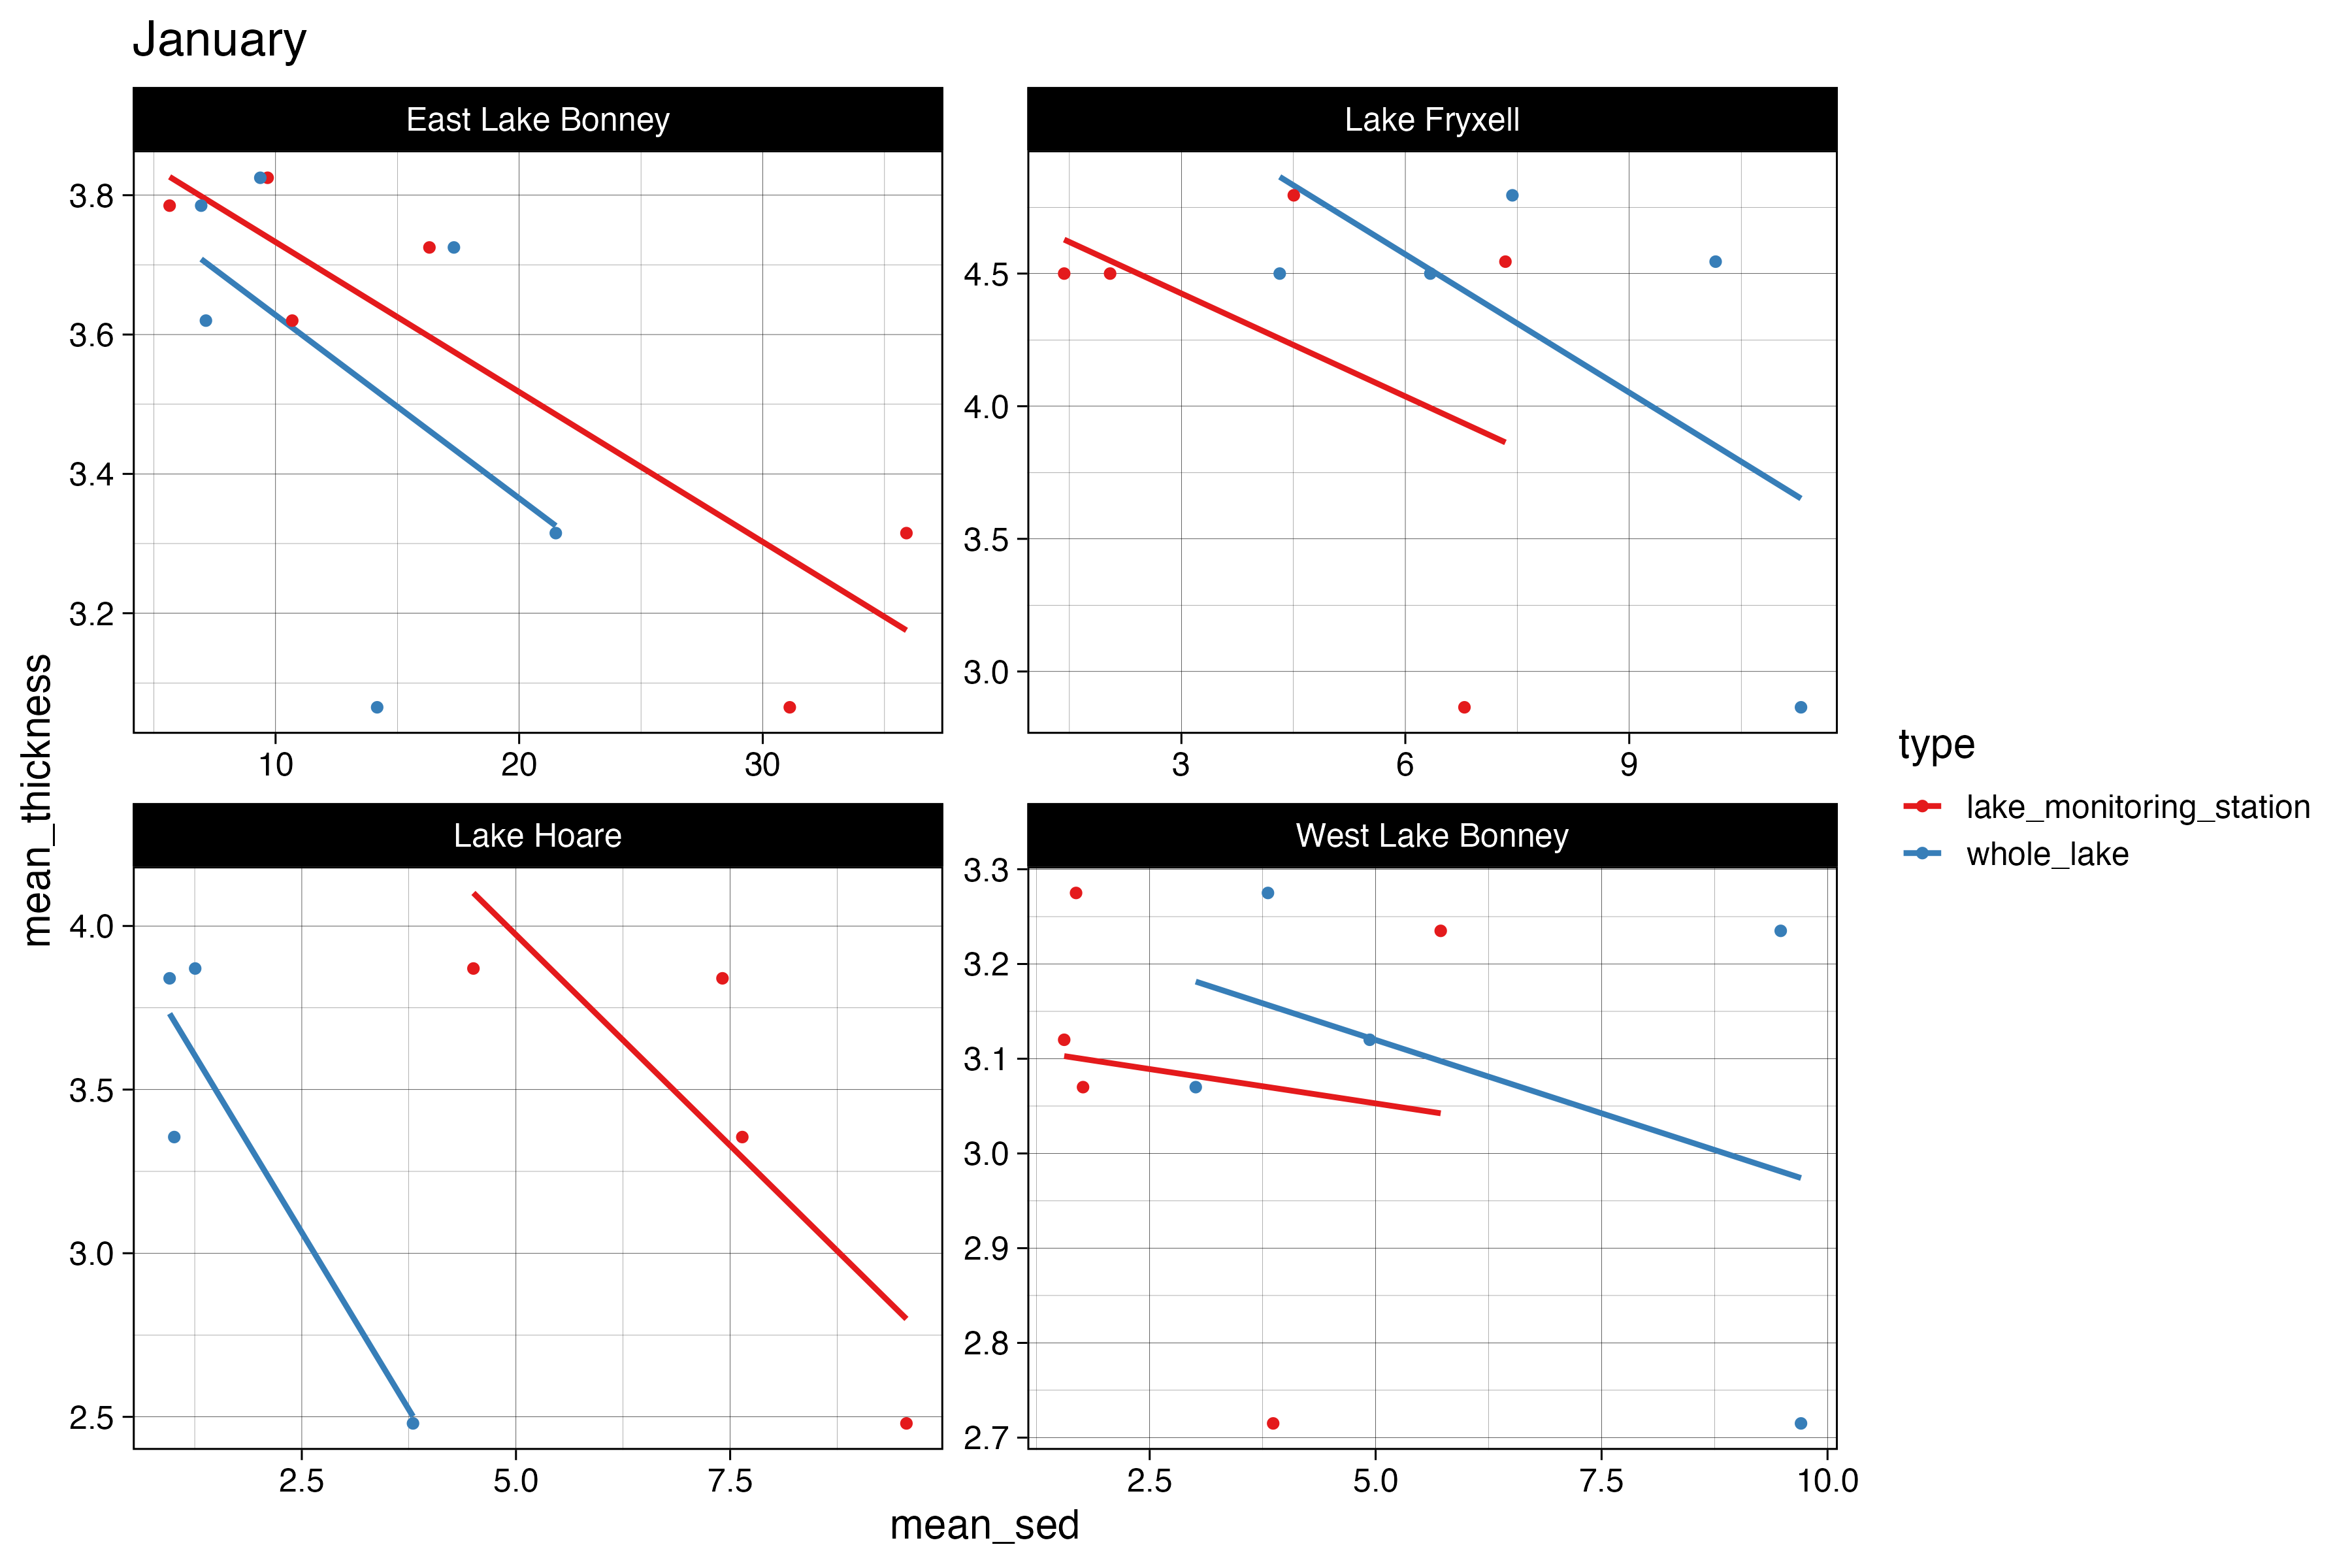 January
East Lake Bonney
Lake Fryxell
3.8
3.6
3.4
3.2
10 20 30
4.5
4.0
3.5
3.0
3 6 9
Lake Hoare
West Lake Bonney
4.0
3.5
3.0
2.5
2.5 5.0 7.5
3.3
3.2
3.1
3.0
2.9
2.8
2.7
2.5 5.0 7.5 10.0
mean_thickness
mean_sed
type
lake_monitoring_station
whole_lake